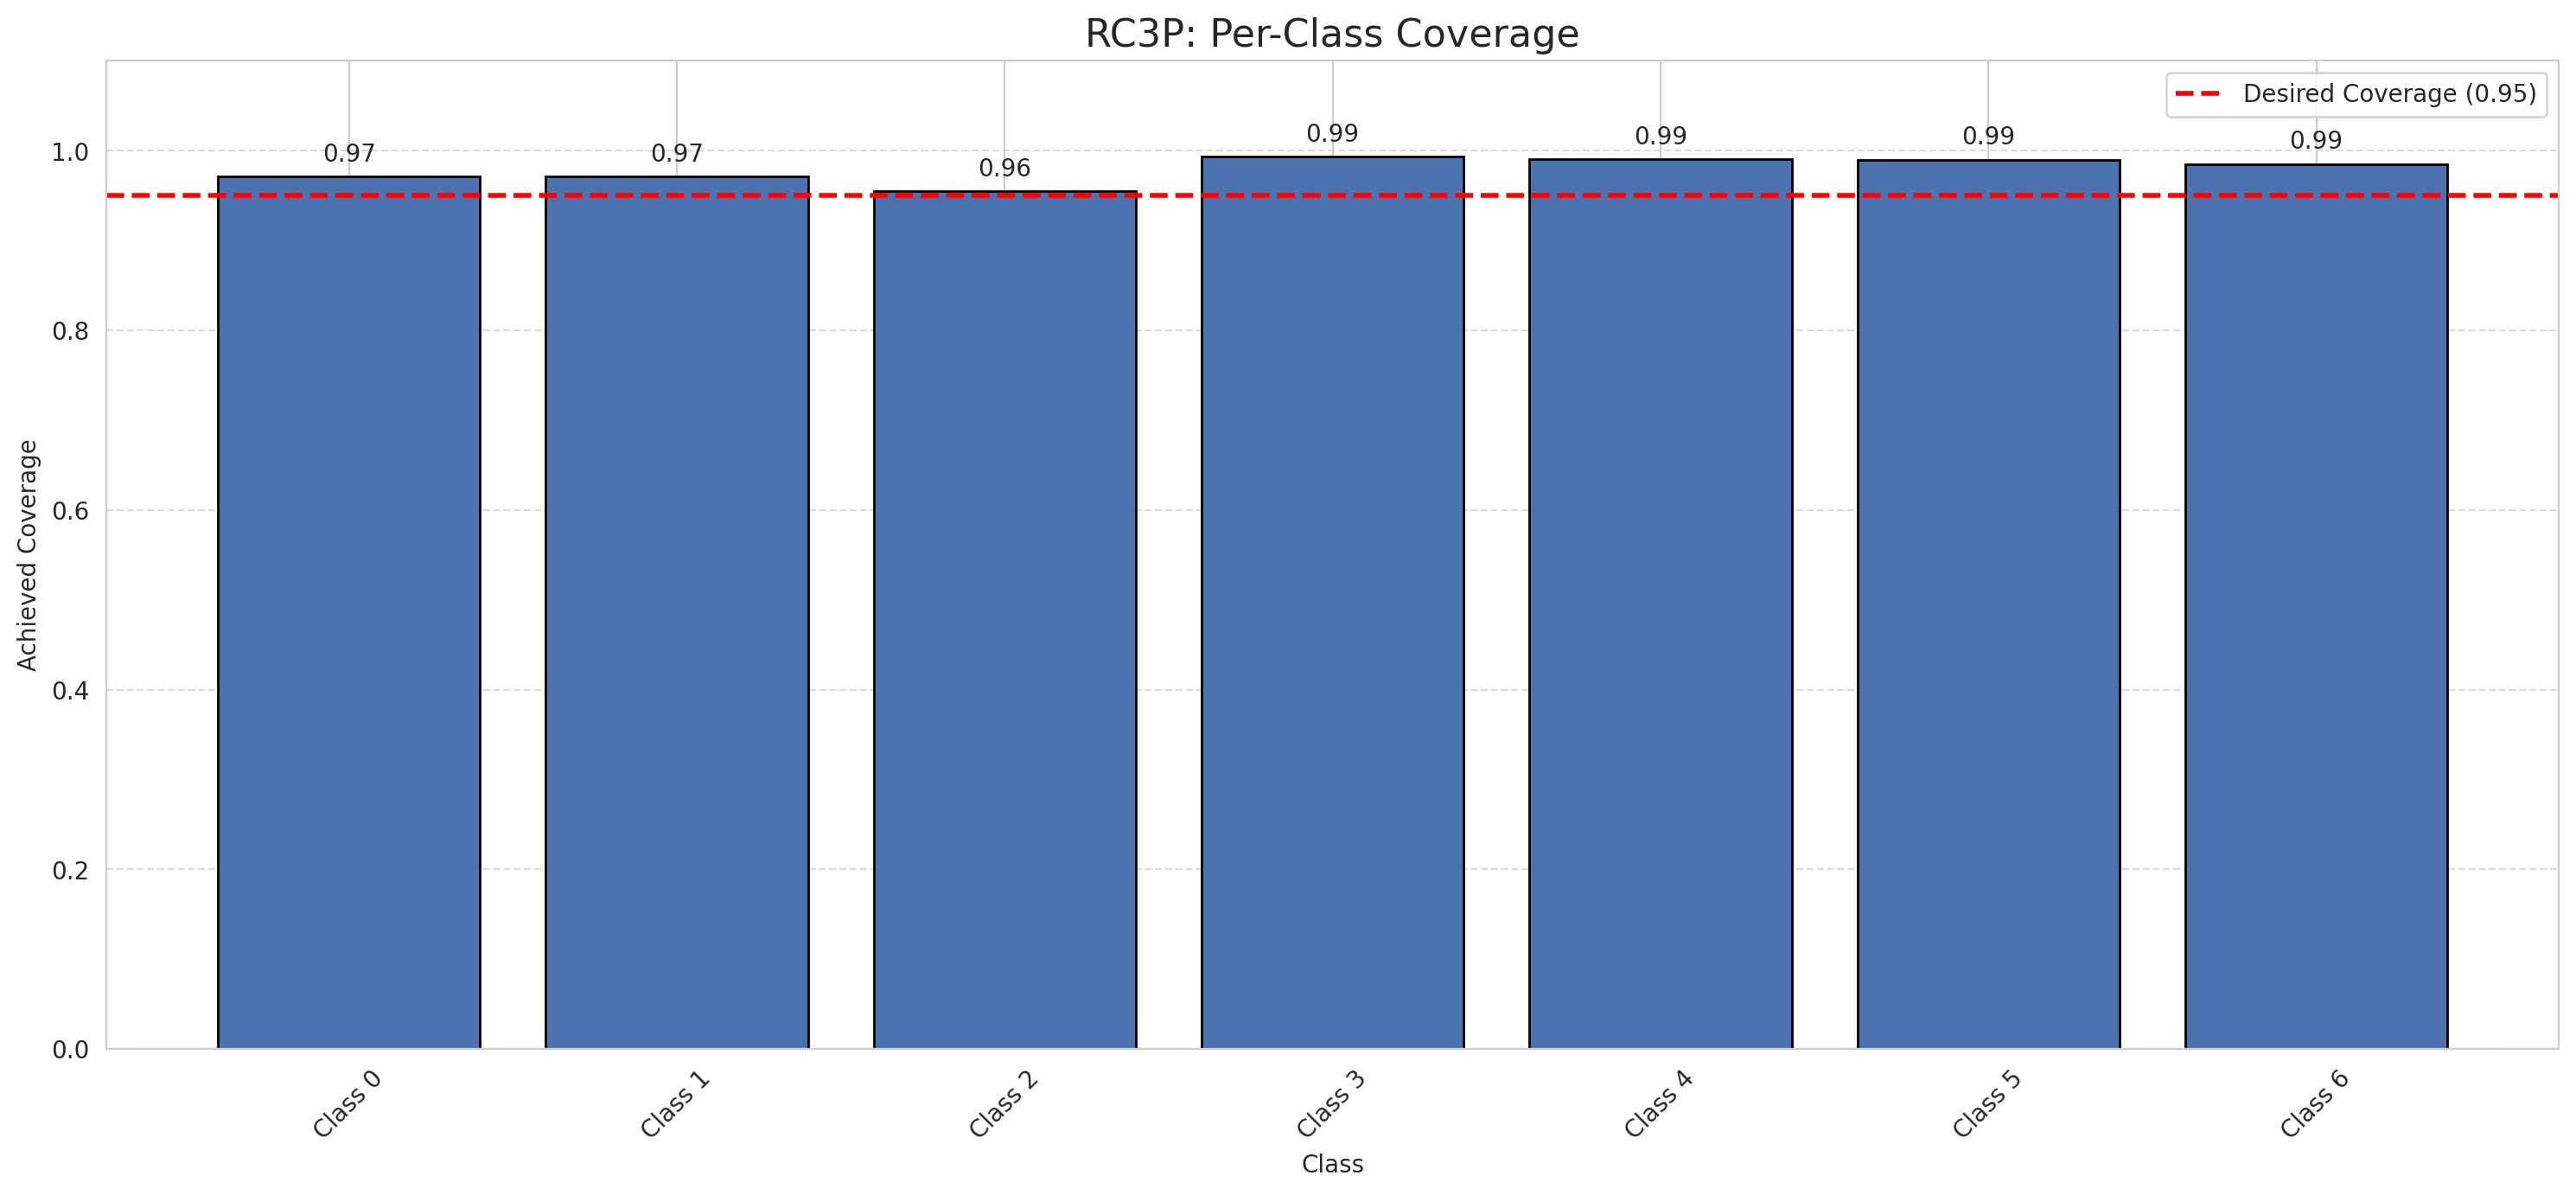 RC3P: Per-Class Coverage
Desired Coverage (0.95)
0.97
0.97
0.96
0.99
0.99
0.99
0.99
1.0
0.8
0.6
0.4
0.2
0.0
Achieved Coverage
Class 0
Class 1
Class 2
Class 3
Class 4
Class 5
Class 6
Class